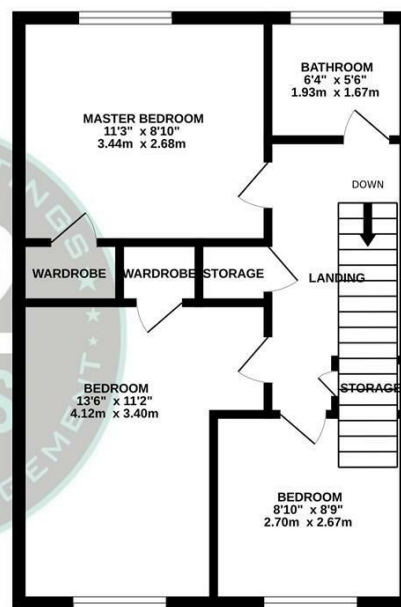 MASTER BEDROOM
11'3" x 8'10"
3.44m x 2.68m
BATHROOM
6'4" x 5'6"
1.93m x 1.67m
DOWN
WARDROBE
WARDROBE
STORAGE
LANDING
BEDROOM
13'6" x 11'2"
4.12m x 3.40m
STORAGE
BEDROOM
8'10" x 8'9"
2.70m x 2.67m